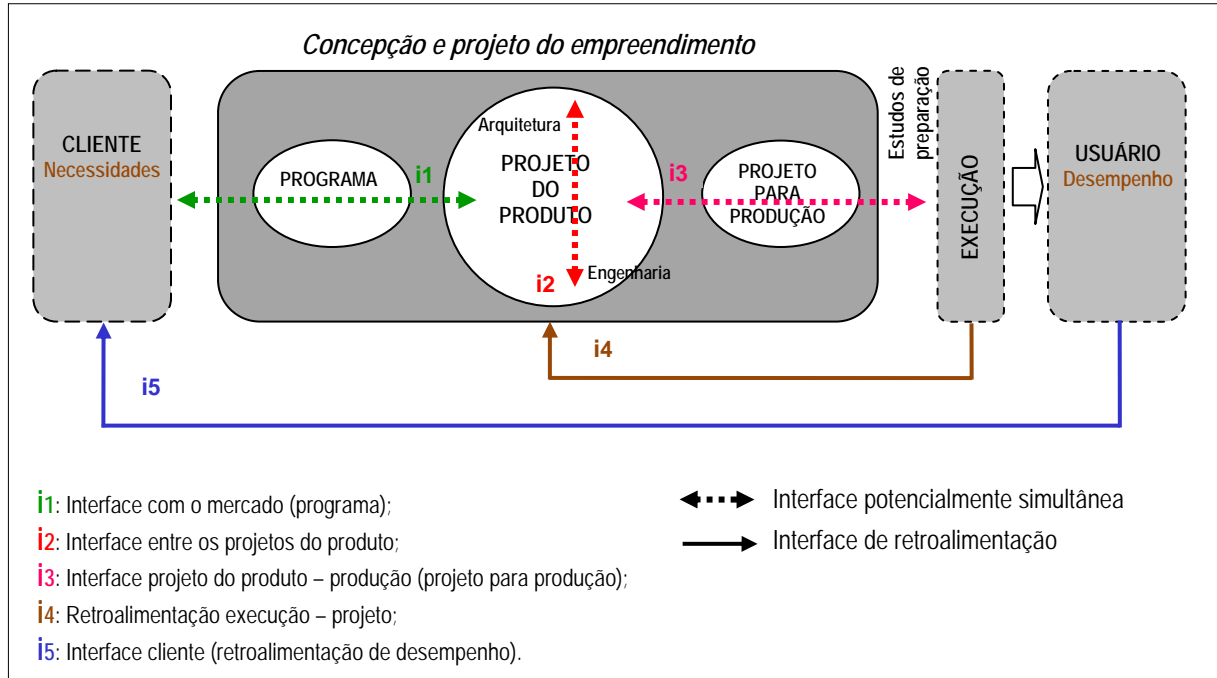 Concepção e projeto do empreendimento
CLIENTE
Necessidades
PROGRAMA
i1
Arquitetura
PROJETO
DO
PRODUTO
i2
Engenharia
i3
PROJETO
PARA
PRODUÇÃO
Estudos de
preparação
EXECUÇÃO
USUÁRIO
Desempenho
i4
i5
i1: Interface com o mercado (programa);
i2: Interface entre os projetos do produto;
i3: Interface projeto do produto – produção (projeto para produção);
i4: Retroalimentação execução – projeto;
i5: Interface cliente (retroalimentação de desempenho).
Interface potencialmente simultânea
Interface de retroalimentação